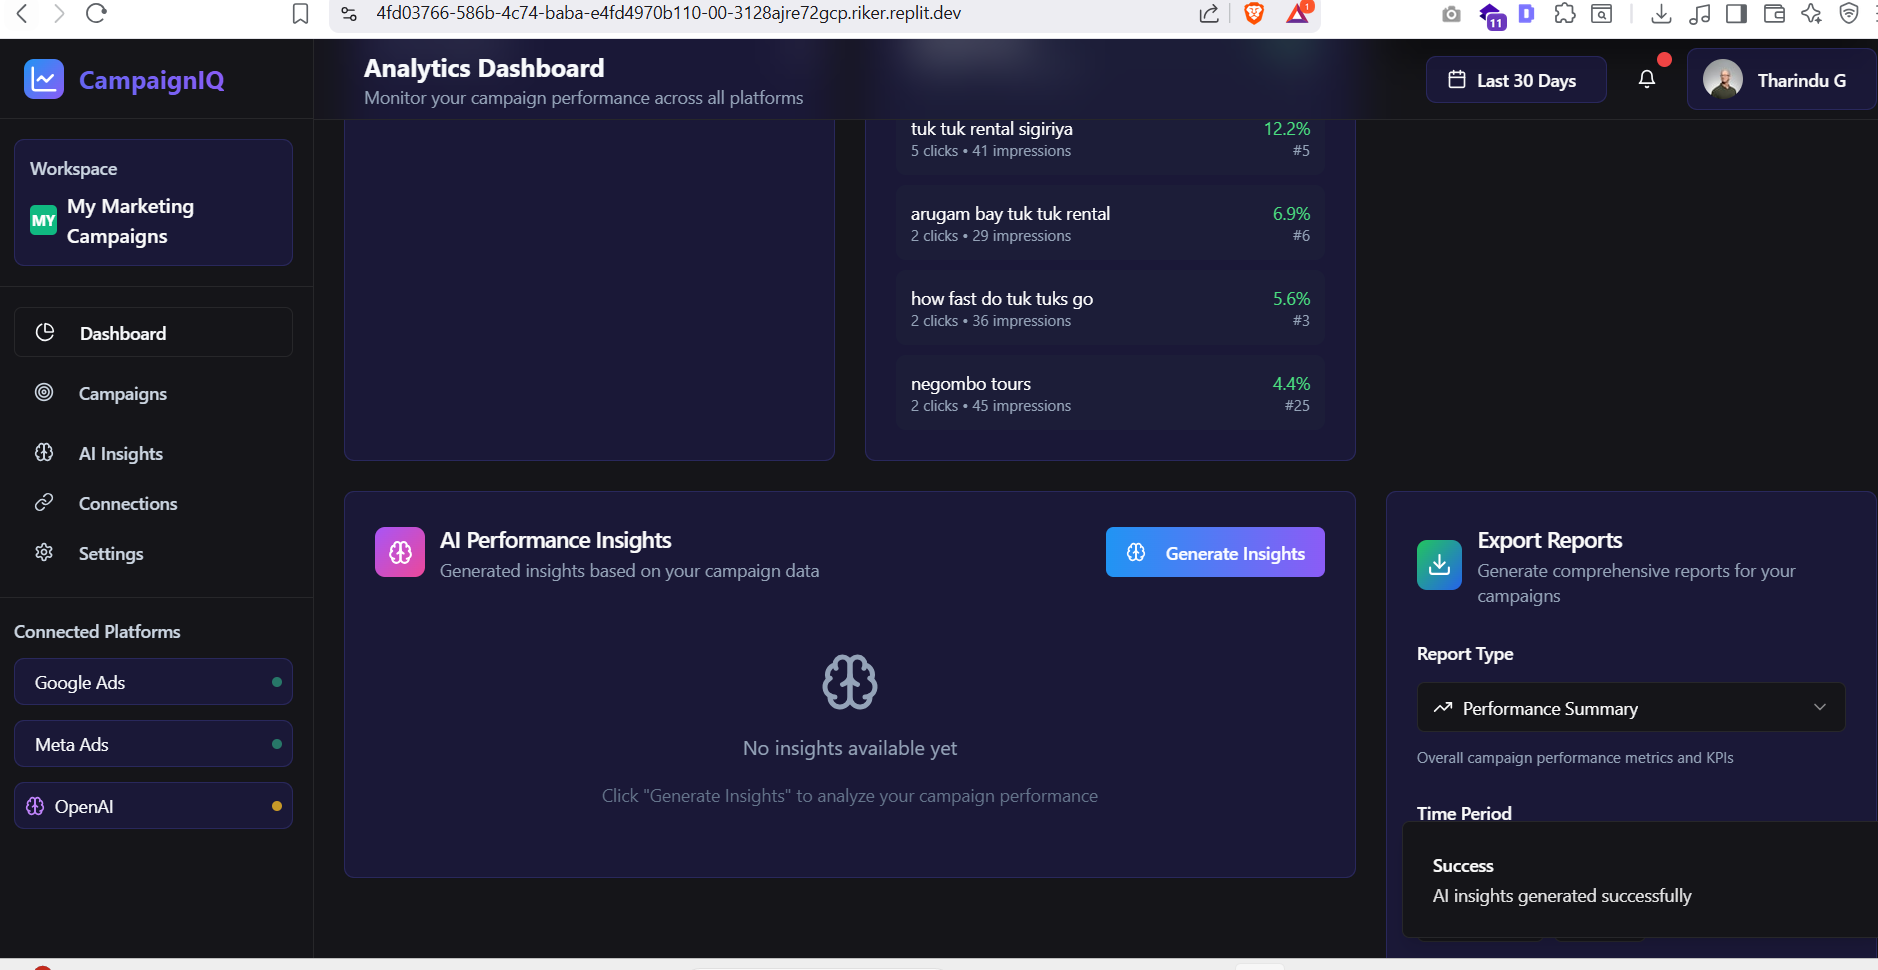 4fd03766-586b-4c74-baba-e4fd4970b110-00-3128ajre72gcp.riker.replit.dev
1
11
D
CampaignIQ
Analytics Dashboard
Monitor your campaign performance across all platforms
Last 30 Days
Tharindu G
Workspace
MY
My Marketing
Campaigns
Dashboard
Campaigns
AI Insights
Connections
Settings
Connected Platforms
Google Ads
Meta Ads
OpenAI
tuk tuk rental sigiriya
12.2%
5 clicks • 41 impressions
#5
arugam bay tuk tuk rental
6.9%
2 clicks • 29 impressions
#6
how fast do tuk tuks go
5.6%
2 clicks • 36 impressions
#3
negombo tours
4.4%
2 clicks • 45 impressions
#25
AI Performance Insights
Generated insights based on your campaign data
Generate Insights
No insights available yet
Click "Generate Insights" to analyze your campaign performance
Export Reports
Generate comprehensive reports for your
campaigns
Report Type
Performance Summary
Overall campaign performance metrics and KPIs
Time Period
Success
AI insights generated successfully